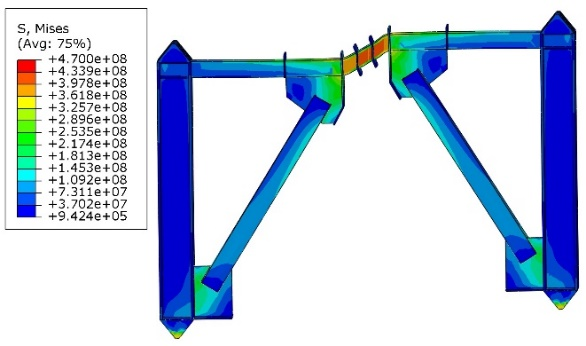 S, Mises
(Avg: 75%)
+4.700e+08
+4.339e+08
+3.978e+08
+3.618e+08
+3.257e+08
+2.896e+08
+2.535e+08
+2.174e+08
+1.813e+08
+1.453e+08
+1.092e+08
+7.311e+07
+3.702e+07
+9.424e+05